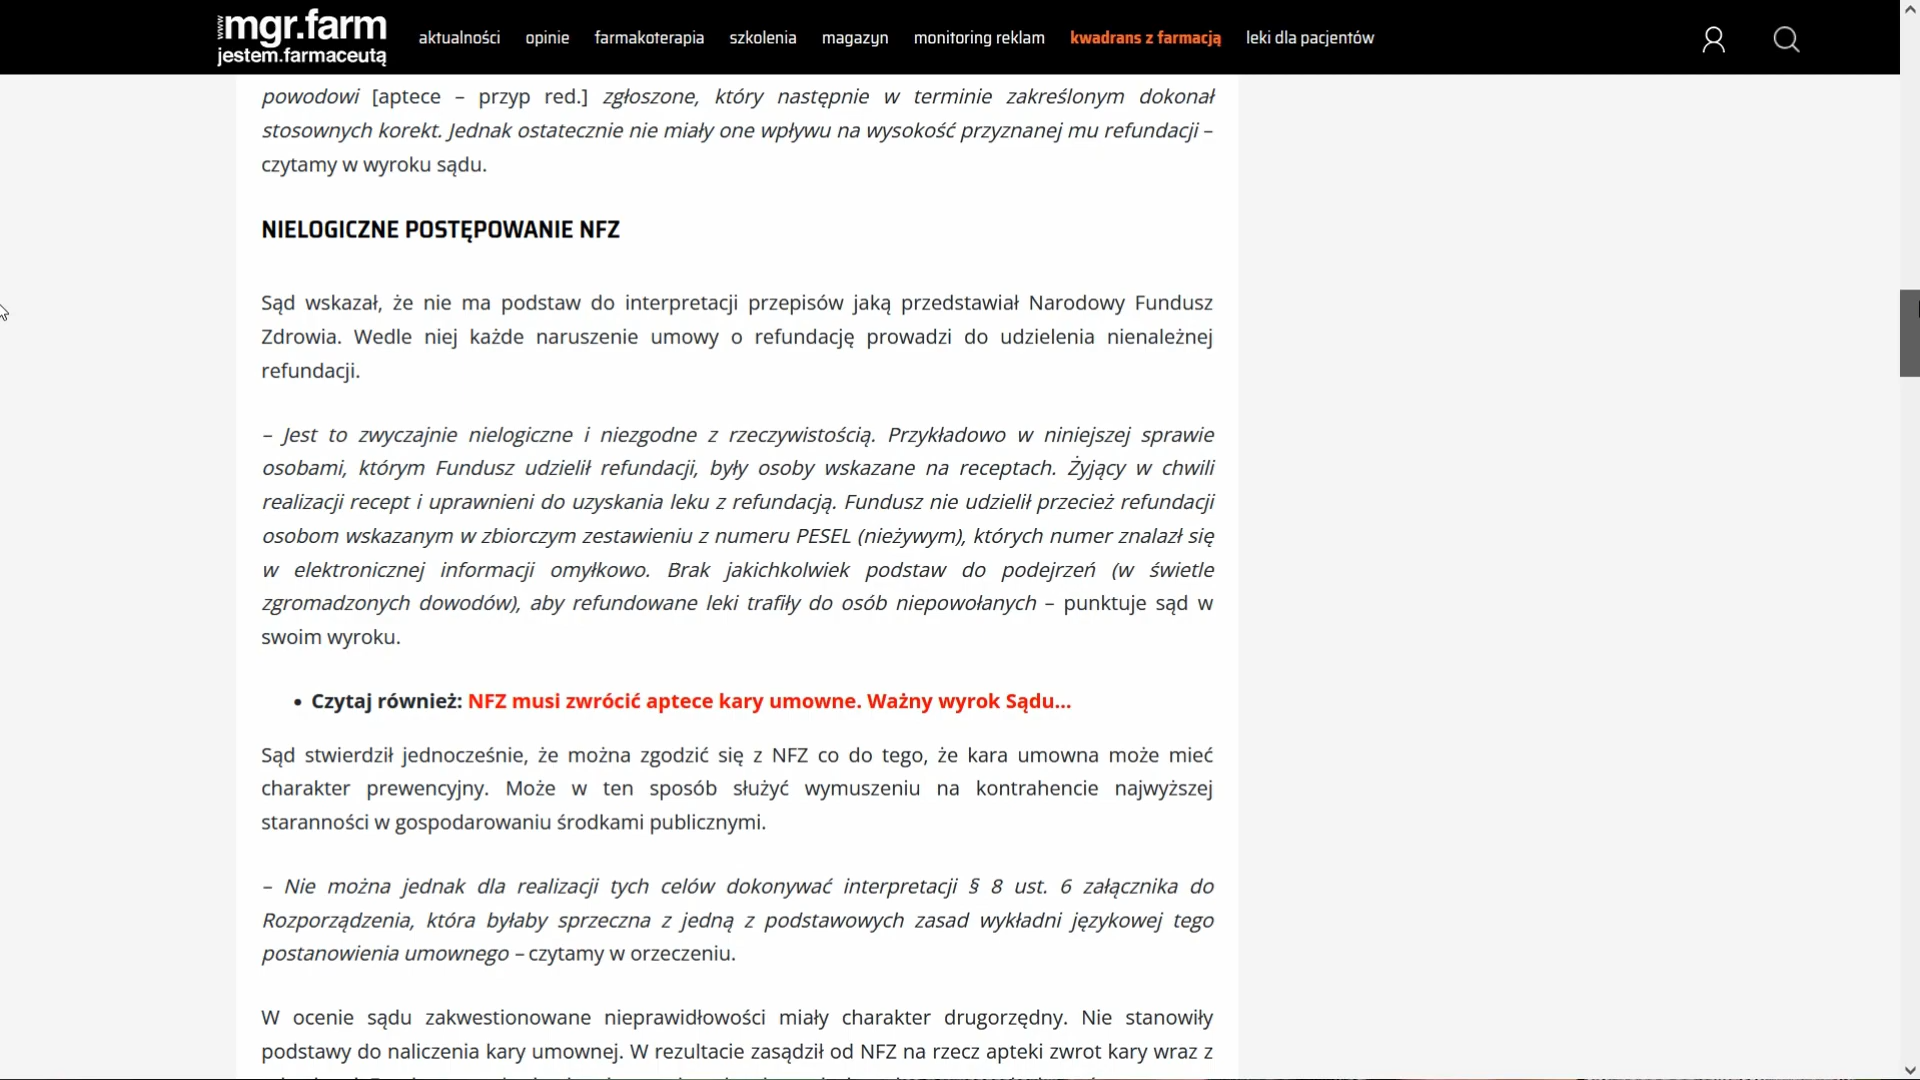 www.mgr.farm
jestem.farmaceutą
aktualności opinie farmakoterapia szkolenia magazyn monitoring reklam kwadrans z farmacją leki dla pacjentów
powodowi [aptece – przyp red.] zgłoszone, który następnie w terminie zakreślonym dokonał
stosownych korekt. Jednak ostatecznie nie miały one wpływu na wysokość przyznanej mu refundacji –
czytamy w wyroku sądu.
NIELOGICZNE POSTĘPOWANIE NFZ
Sąd wskazał, że nie ma podstaw do interpretacji przepisów jaką przedstawiał Narodowy Fundusz
Zdrowia. Wedle niej każde naruszenie umowy o refundację prowadzi do udzielenia nienależnej
refundacji.
– Jest to zwyczajnie nielogiczne i niezgodne z rzeczywistością. Przykładowo w niniejszej sprawie
osobami, którym Fundusz udzielił refundacji, były osoby wskazane na receptach. Żyjący w chwili
realizacji recept i uprawnieni do uzyskania leku z refundacją. Fundusz nie udzielił przecież refundacji
osobom wskazanym w zbiorczym zestawieniu z numeru PESEL (nieżywym), których numer znalazł się
w elektronicznej informacji omyłkowo. Brak jakichkolwiek podstaw do podejrzeń (w świetle
zgromadzonych dowodów), aby refundowane leki trafiły do osób niepowołanych – punktuje sąd w
swoim wyroku.
• Czytaj również: NFZ musi zwrócić aptece kary umowne. Ważny wyrok Sądu...
Sąd stwierdził jednocześnie, że można zgodzić się z NFZ co do tego, że kara umowna może mieć
charakter prewencyjny. Może w ten sposób służyć wymuszeniu na kontrahencie najwyższej
staranności w gospodarowaniu środkami publicznymi.
– Nie można jednak dla realizacji tych celów dokonywać interpretacji § 8 ust. 6 załącznika do
Rozporządzenia, która byłaby sprzeczna z jedną z podstawowych zasad wykładni językowej tego
postanowienia umownego – czytamy w orzeczeniu.
W ocenie sądu zakwestionowane nieprawidłowości miały charakter drugorzędny. Nie stanowiły
podstawy do naliczenia kary umownej. W rezultacie zasądził od NFZ na rzecz apteki zwrot kary wraz z